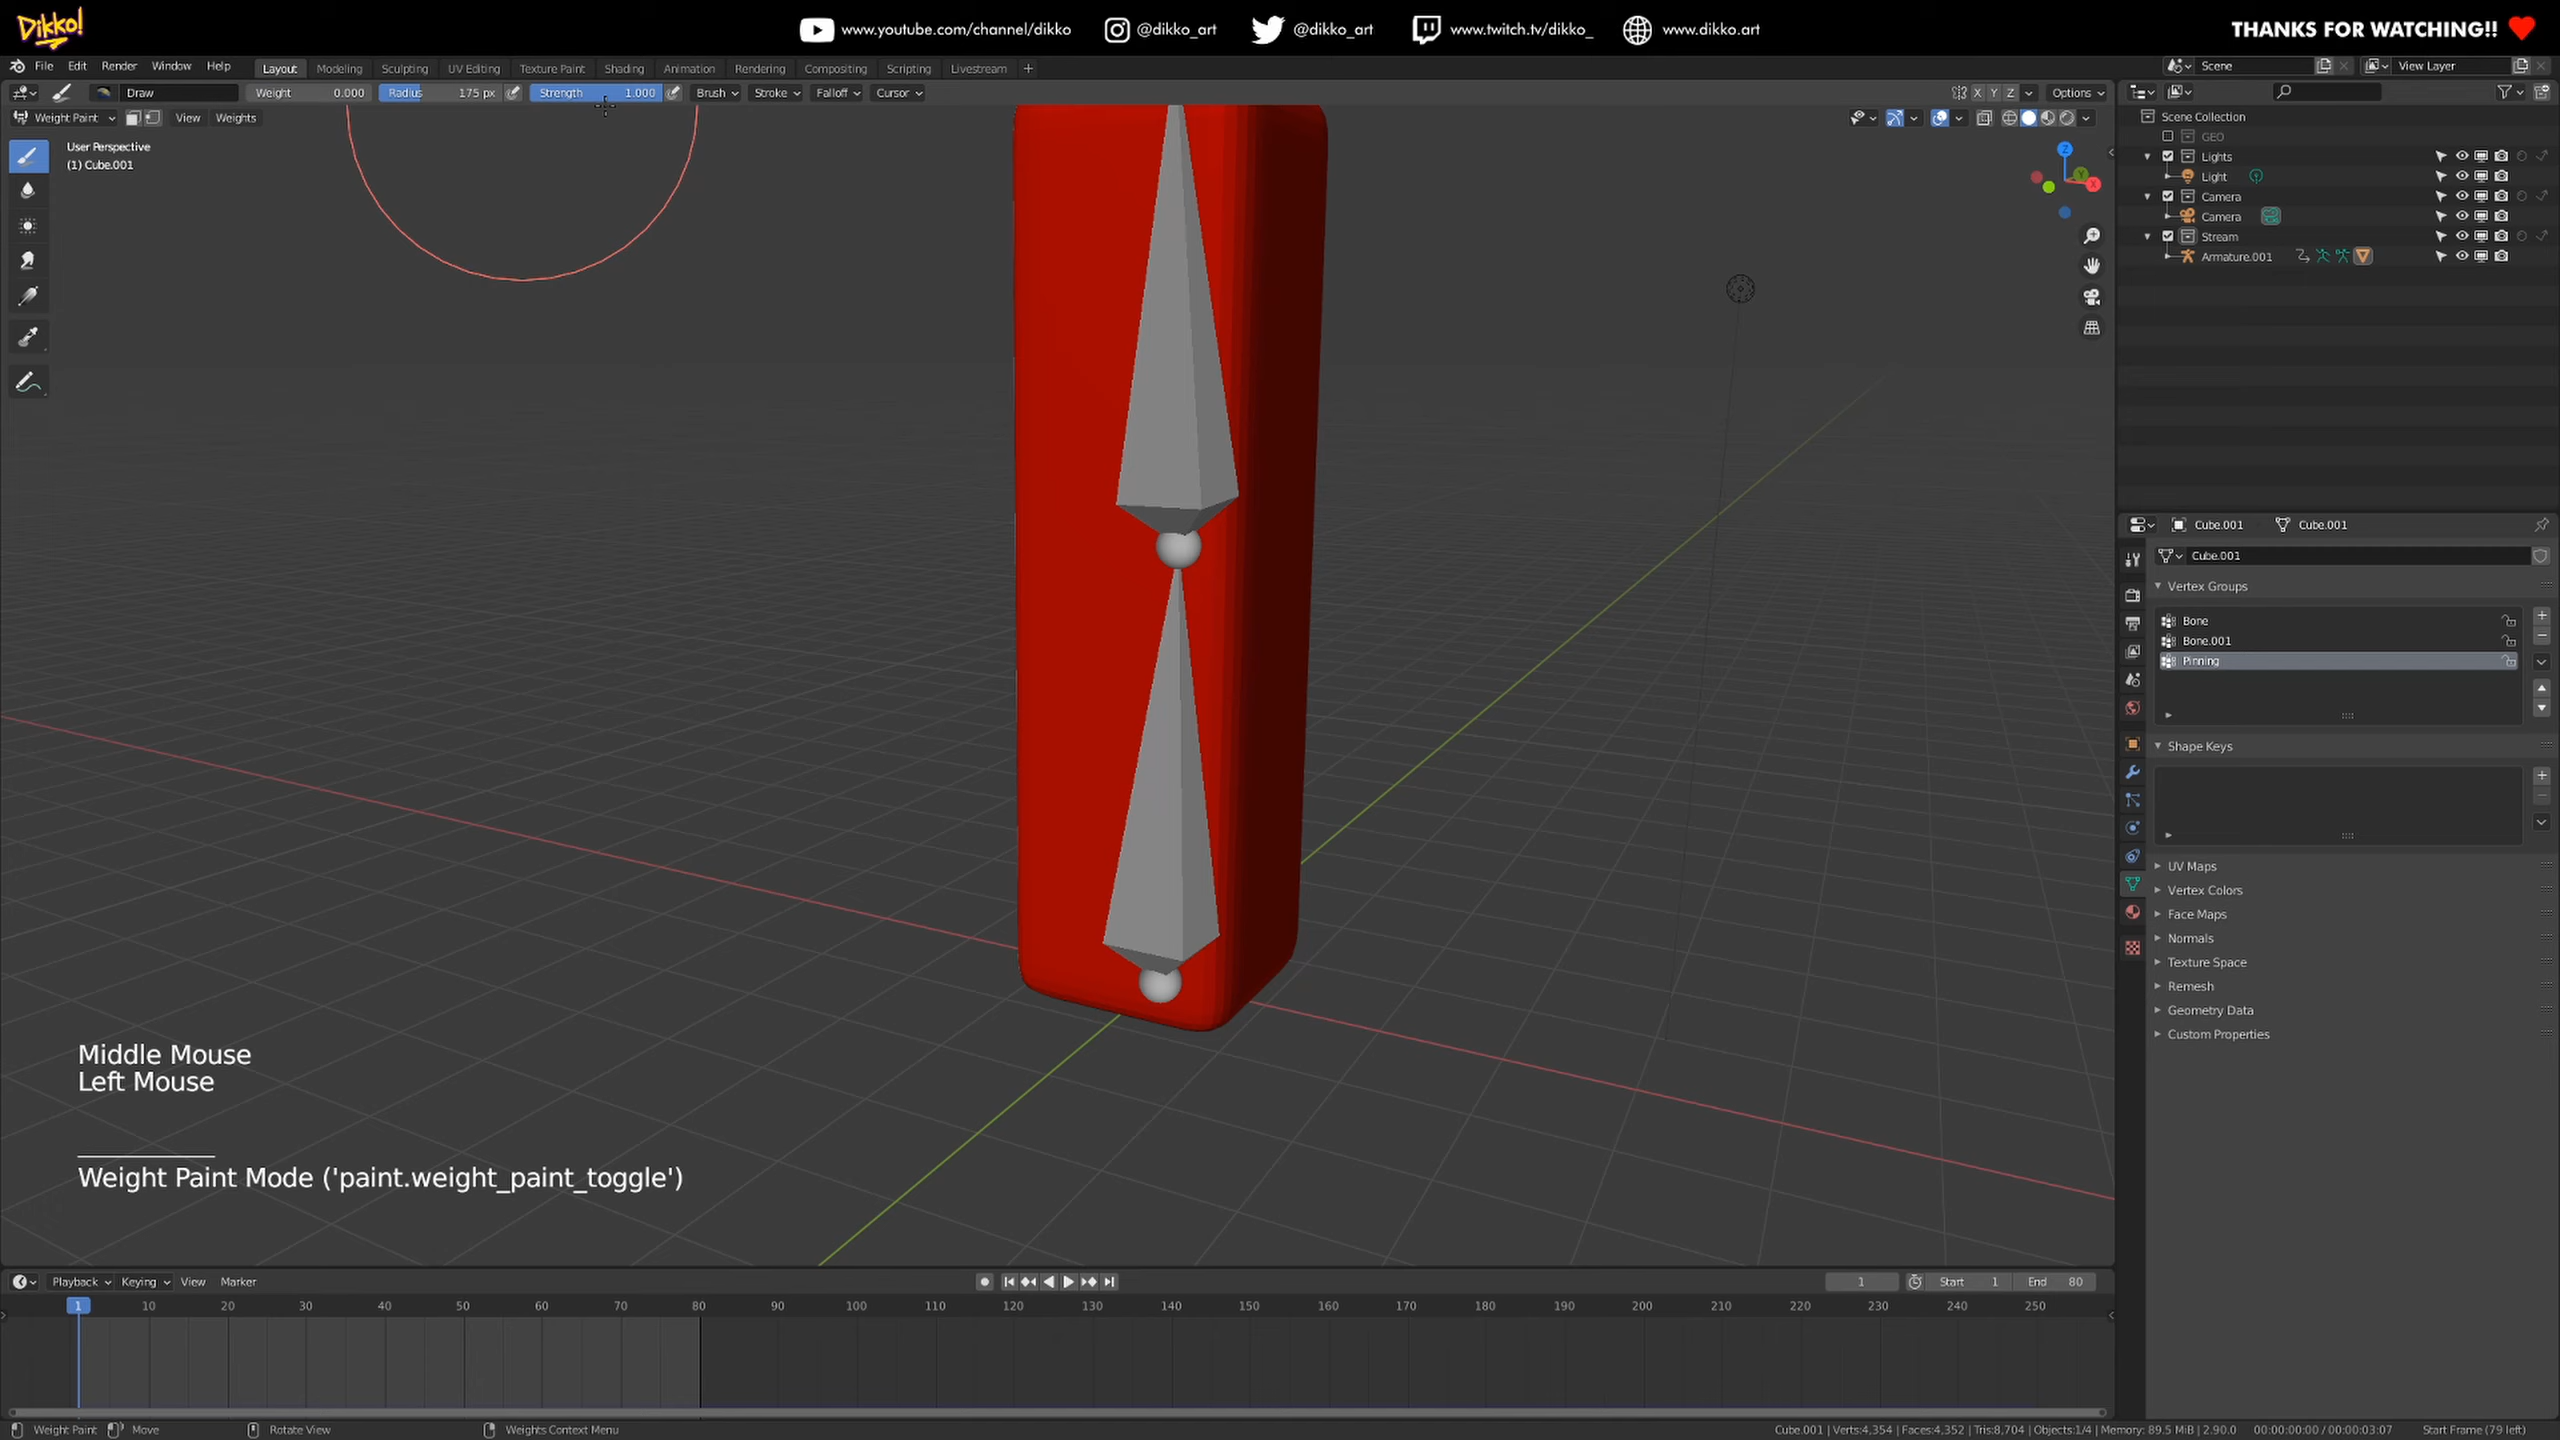 Dikko!
www.youtube.com/channel/dikko @dikko_art @dikko_art www.twitch.tv/dikko_ www.dikko.art THANKS FOR WATCHING!!
File Edit Render Window Help Layout Modeling Sculpting UV Editing Texture Paint Shading Animation Rendering Compositing Scripting Livestream + Scene View Layer
Draw Weight 0.000 Radius 175 px Strength 1.000 Brush Stroke Falloff Cursor X Y Z Options
Weight Paint View Weights
User Perspective
(1) Cube.001
Z
Y
X
Scene Collection
GEO
Lights
Light
Camera
Camera
Stream
Armature.001
Cube.001 Cube.001
Cube.001
Vertex Groups
Bone
Bone.001
Pinning
Shape Keys
UV Maps
Vertex Colors
Face Maps
Normals
Texture Space
Remesh
Geometry Data
Custom Properties
Middle Mouse
Left Mouse
Weight Paint Mode ('paint.weight_paint_toggle')
Playback Keying View Marker 1 Start 1 End 80
1 10 20 30 40 50 60 70 80 90 100 110 120 130 140 150 160 170 180 190 200 210 220 230 240 250
Weight Paint Move Rotate View Weights Context Menu Cube.001 | Verts:4,354 | Faces:4,352 | Tris:8,704 | Objects:1/4 | Memory: 89.5 MiB | 2.90.0 00:00:00:00 / 00:00:03:07 Start Frame (79 left)